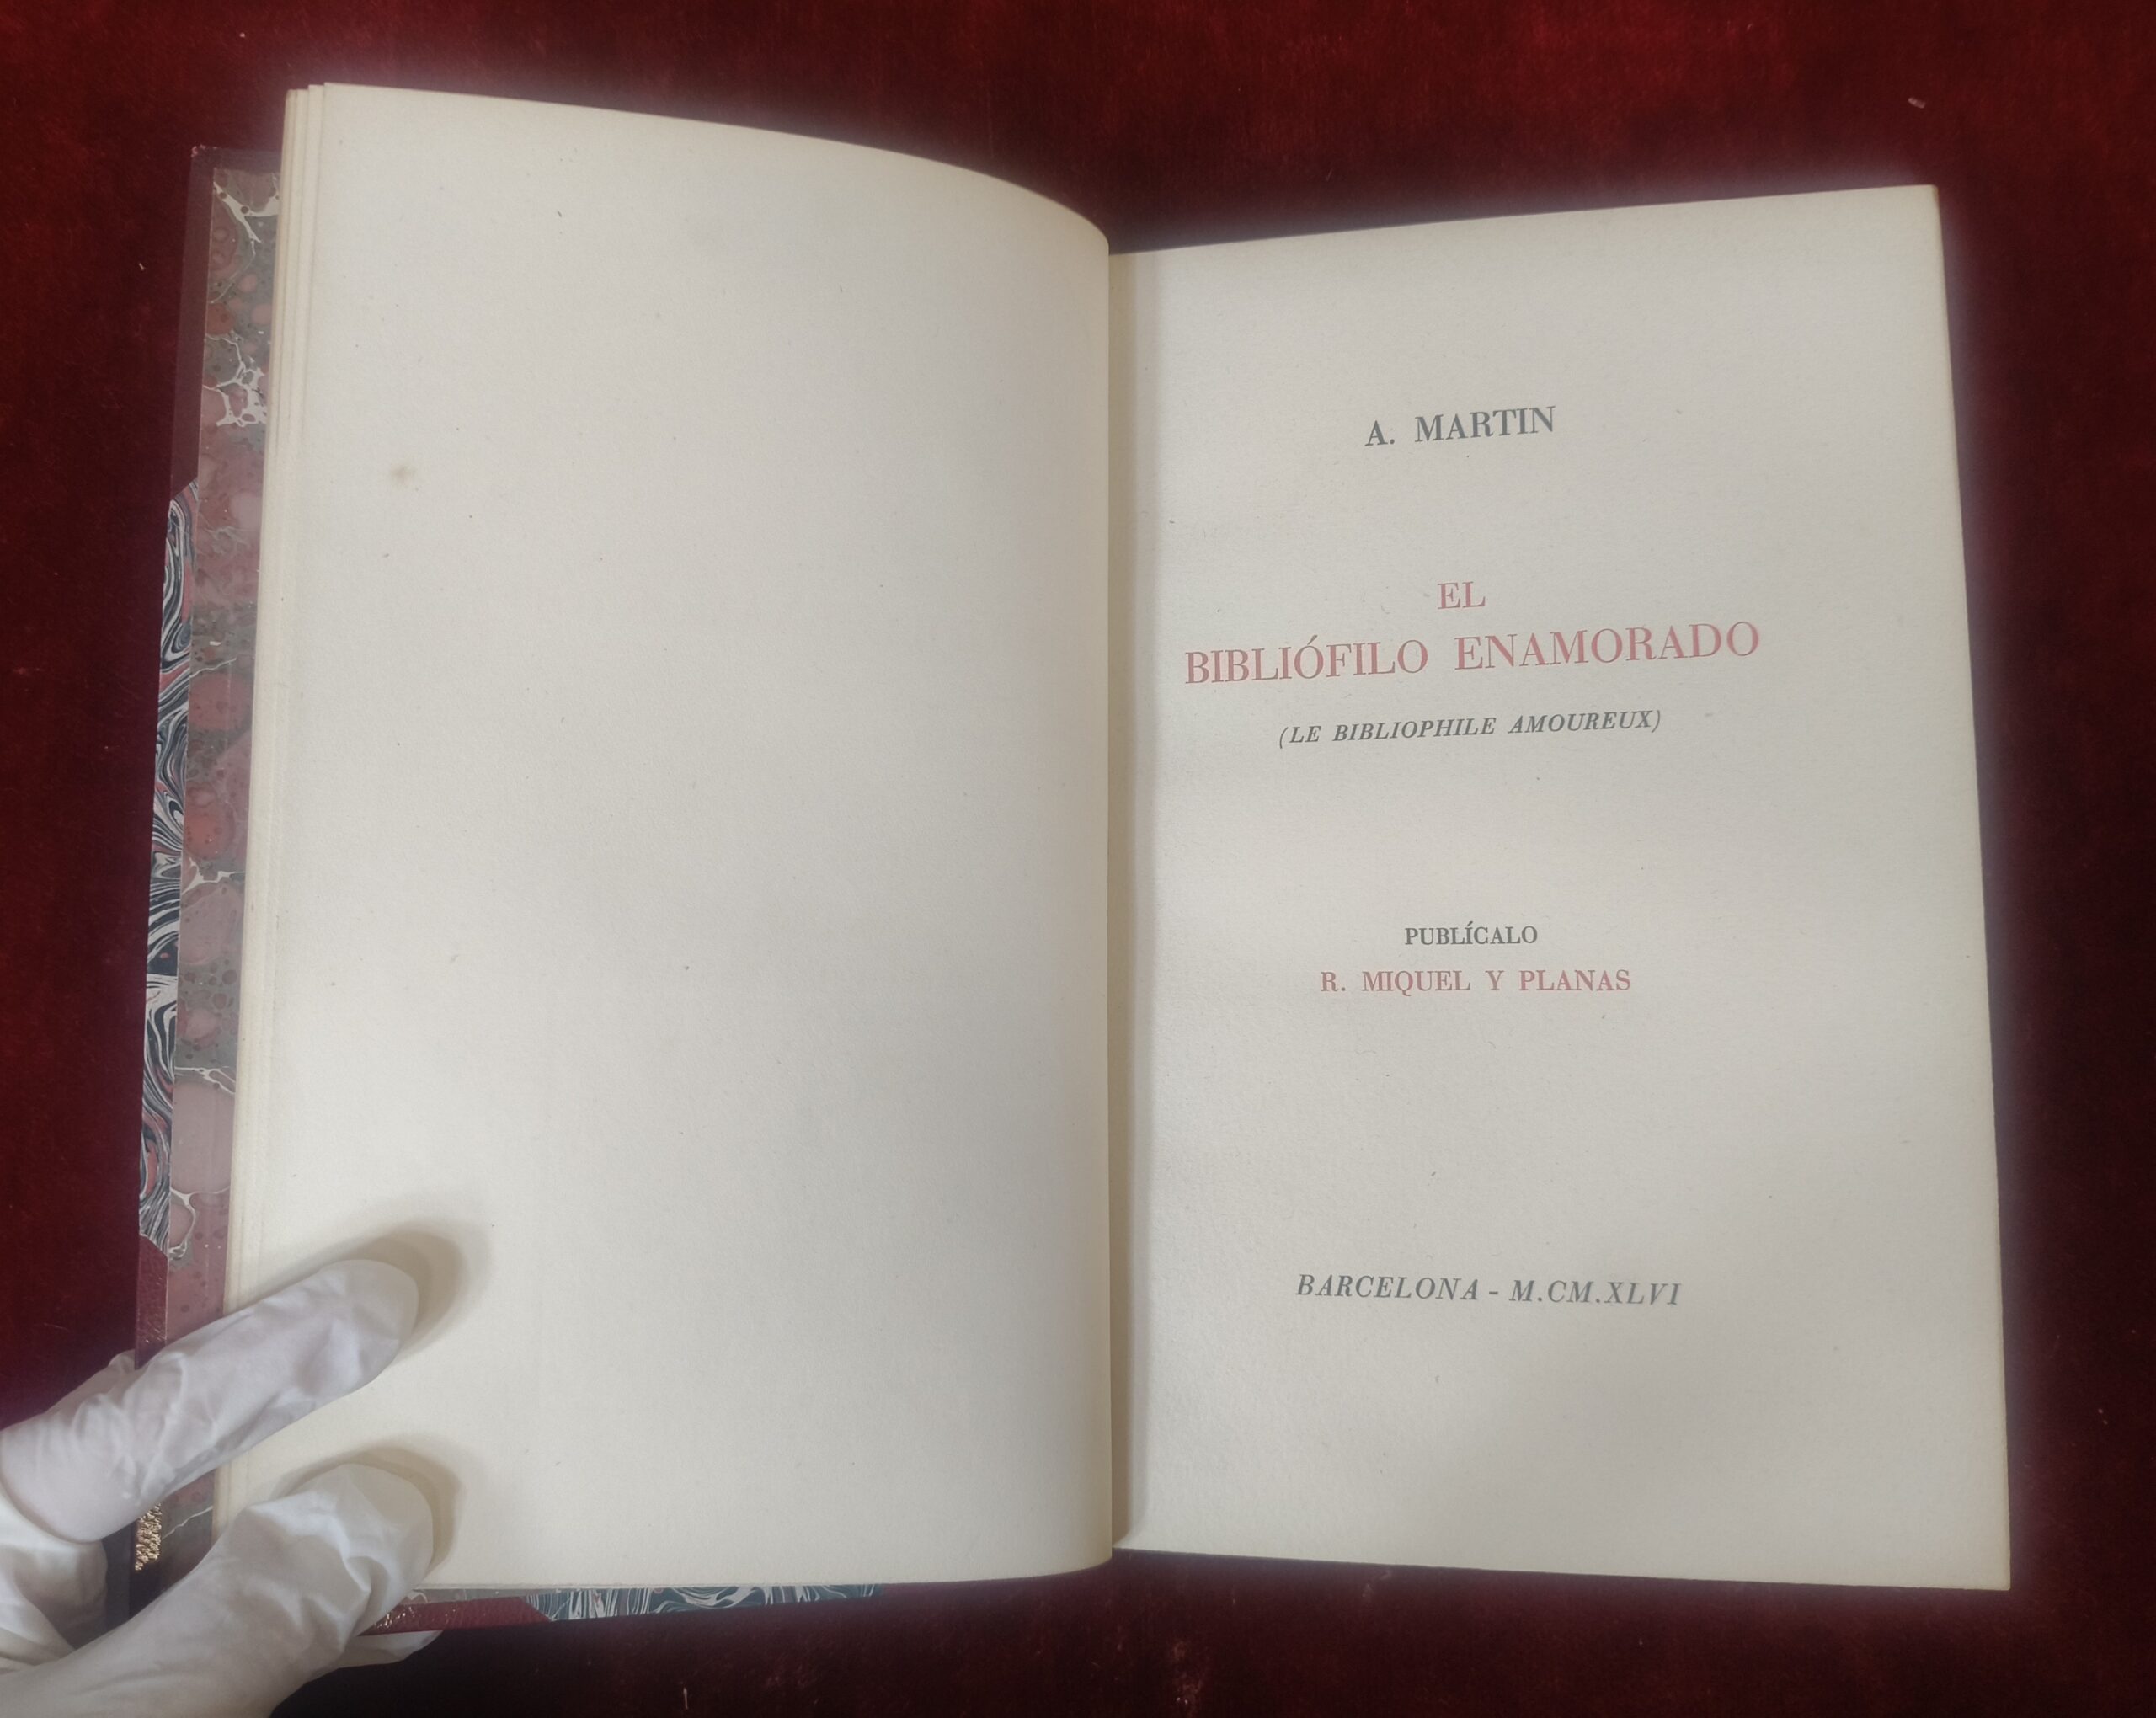 A. MARTIN
EL
BIBLIÓFILO ENAMORADO
(LE BIBLIOPHILE AMOUREUX)
PUBLÍCALO
R. MIQUEL Y PLANAS
BARCELONA - M.CM.XLVI